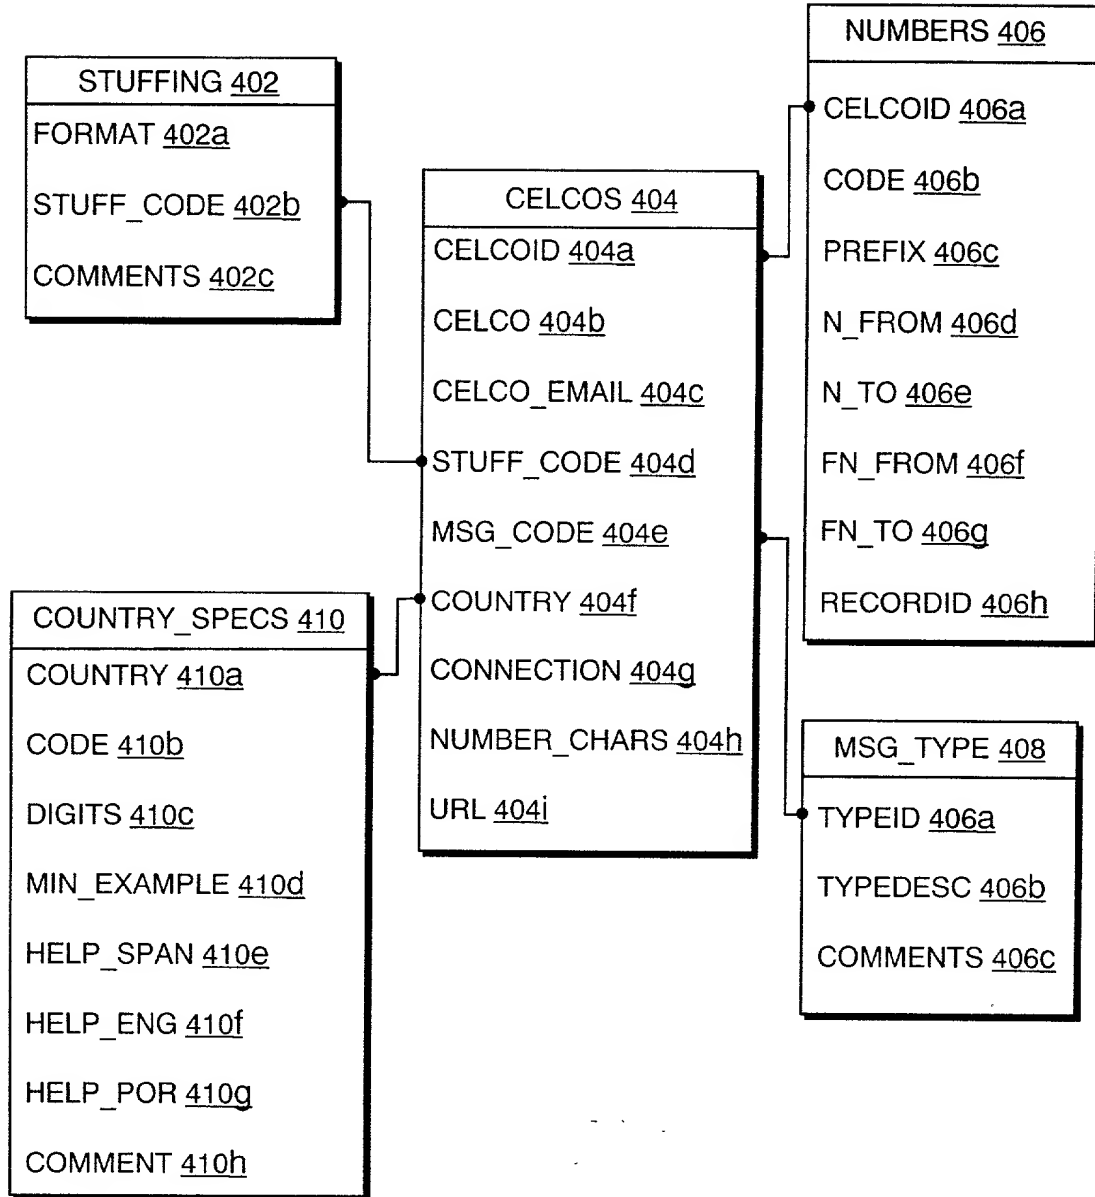 STUFFING 402
FORMAT 402a
STUFF_CODE 402b
COMMENTS 402c
CELCOS 404
CELCOID 404a
CELCO 404b
CELCO_EMAIL 404c
STUFF_CODE 404d
MSG_CODE 404e
COUNTRY 404f
CONNECTION 404g
NUMBER_CHARS 404h
URL 404i
NUMBERS 406
CELCOID 406a
CODE 406b
PREFIX 406c
N_FROM 406d
N_TO 406e
FN_FROM 406f
FN_TO 406g
RECORDID 406h
COUNTRY_SPECS 410
COUNTRY 410a
CODE 410b
DIGITS 410c
MIN_EXAMPLE 410d
HELP_SPAN 410e
HELP_ENG 410f
HELP_POR 410g
COMMENT 410h
MSG_TYPE 408
TYPEID 406a
TYPEDESC 406b
COMMENTS 406c